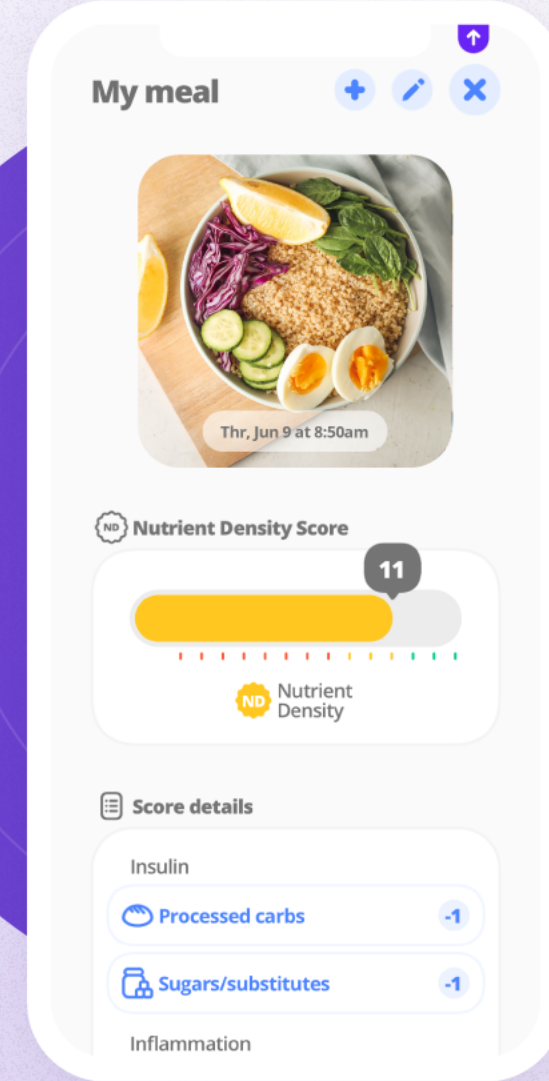 My meal
Thr, Jun 9 at 8:50am
ND Nutrient Density Score
11
ND Nutrient
Density
Score details
Insulin
Processed carbs -1
Sugars/substitutes -1
Inflammation